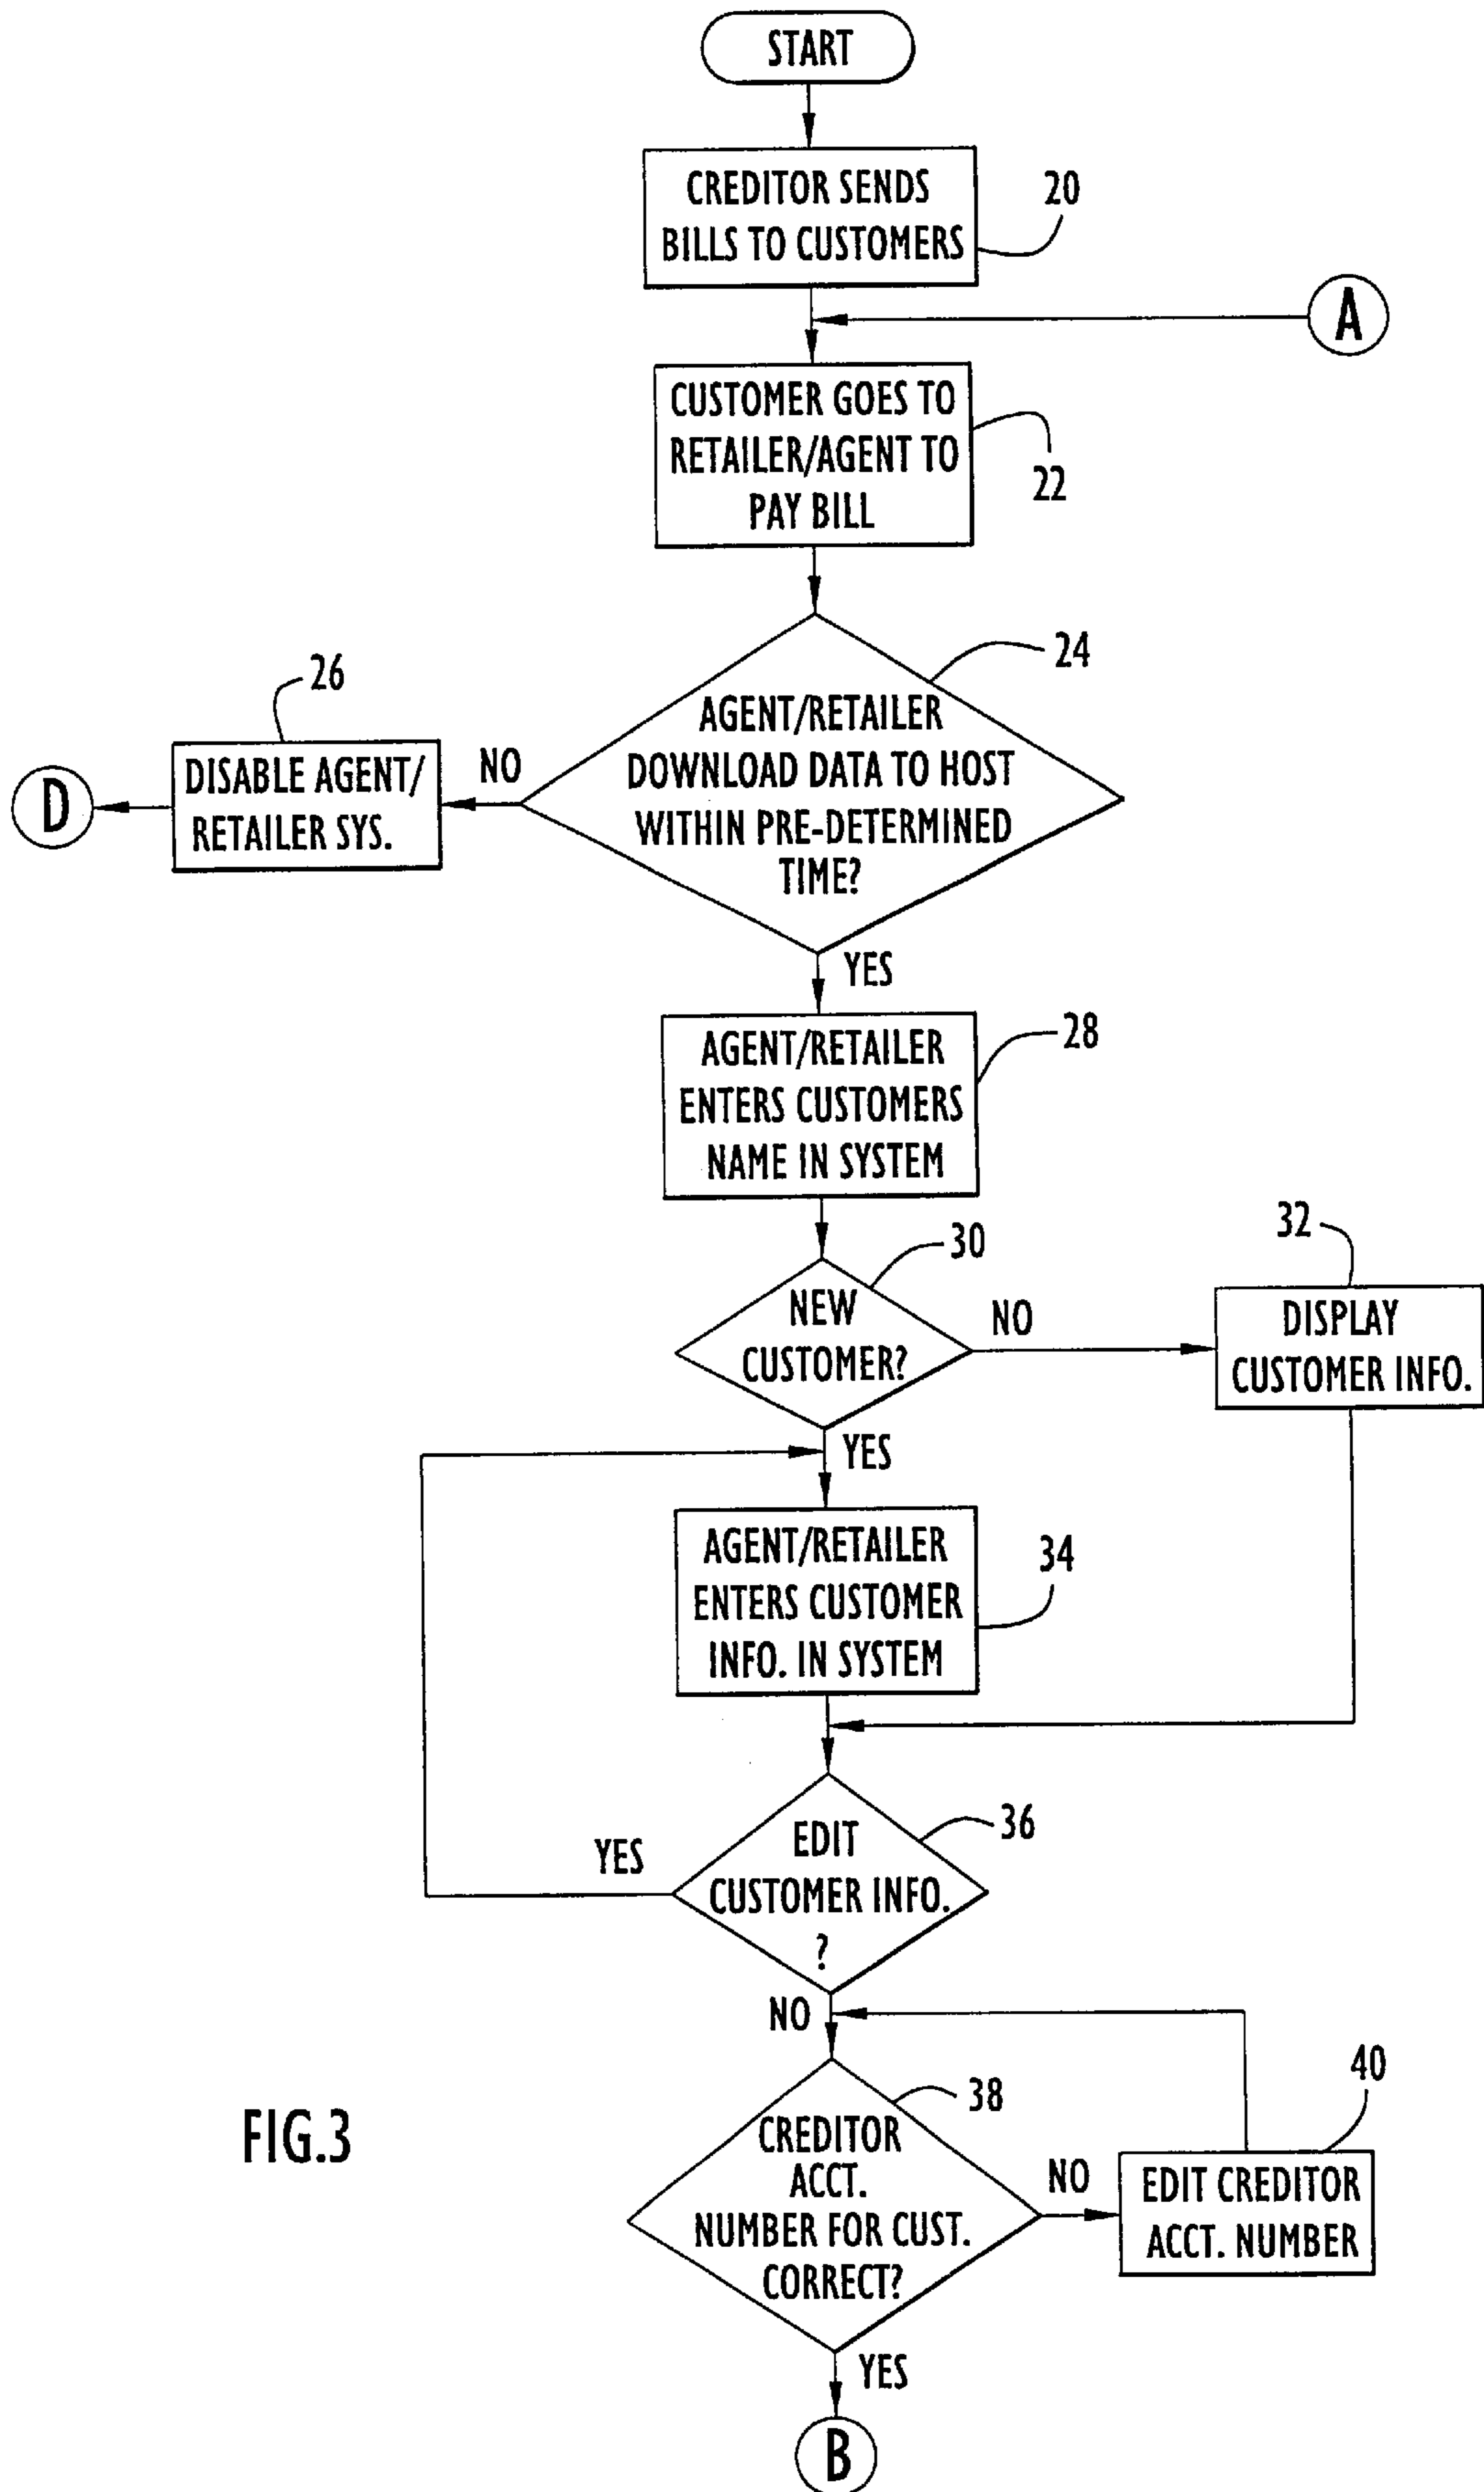 START
CREDITOR SENDS
BILLS TO CUSTOMERS
20
A
CUSTOMER GOES TO
RETAILER/AGENT TO
PAY BILL
22
24
AGENT/RETAILER
DOWNLOAD DATA TO HOST
WITHIN PRE-DETERMINED
TIME?
NO
26
DISABLE AGENT/
RETAILER SYS.
D
YES
AGENT/RETAILER
ENTERS CUSTOMERS
NAME IN SYSTEM
28
30
NEW
CUSTOMER?
NO
32
DISPLAY
CUSTOMER INFO.
YES
AGENT/RETAILER
ENTERS CUSTOMER
INFO. IN SYSTEM
34
36
EDIT
CUSTOMER INFO.
?
YES
NO
38
CREDITOR
ACCT.
NUMBER FOR CUST.
CORRECT?
NO
40
EDIT CREDITOR
ACCT. NUMBER
YES
B
FIG.3